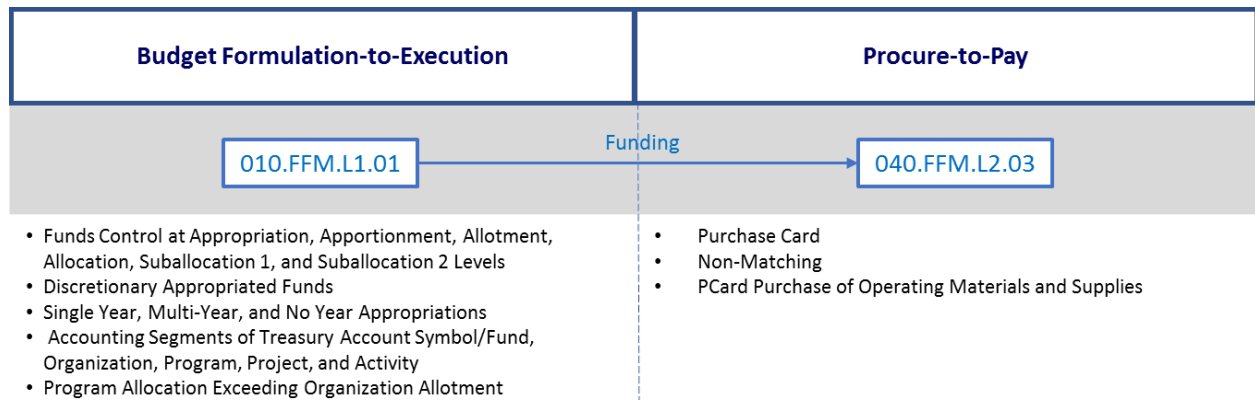 Budget Formulation-to-Execution
Procure-to-Pay
Funding
010.FFM.L1.01
040.FFM.L2.03
• Funds Control at Appropriation, Apportionment, Allotment,
Allocation, Suballocation 1, and Suballocation 2 Levels
• Discretionary Appropriated Funds
• Single Year, Multi-Year, and No Year Appropriations
• Accounting Segments of Treasury Account Symbol/Fund,
Organization, Program, Project, and Activity
• Program Allocation Exceeding Organization Allotment
• Purchase Card
• Non-Matching
• PCard Purchase of Operating Materials and Supplies